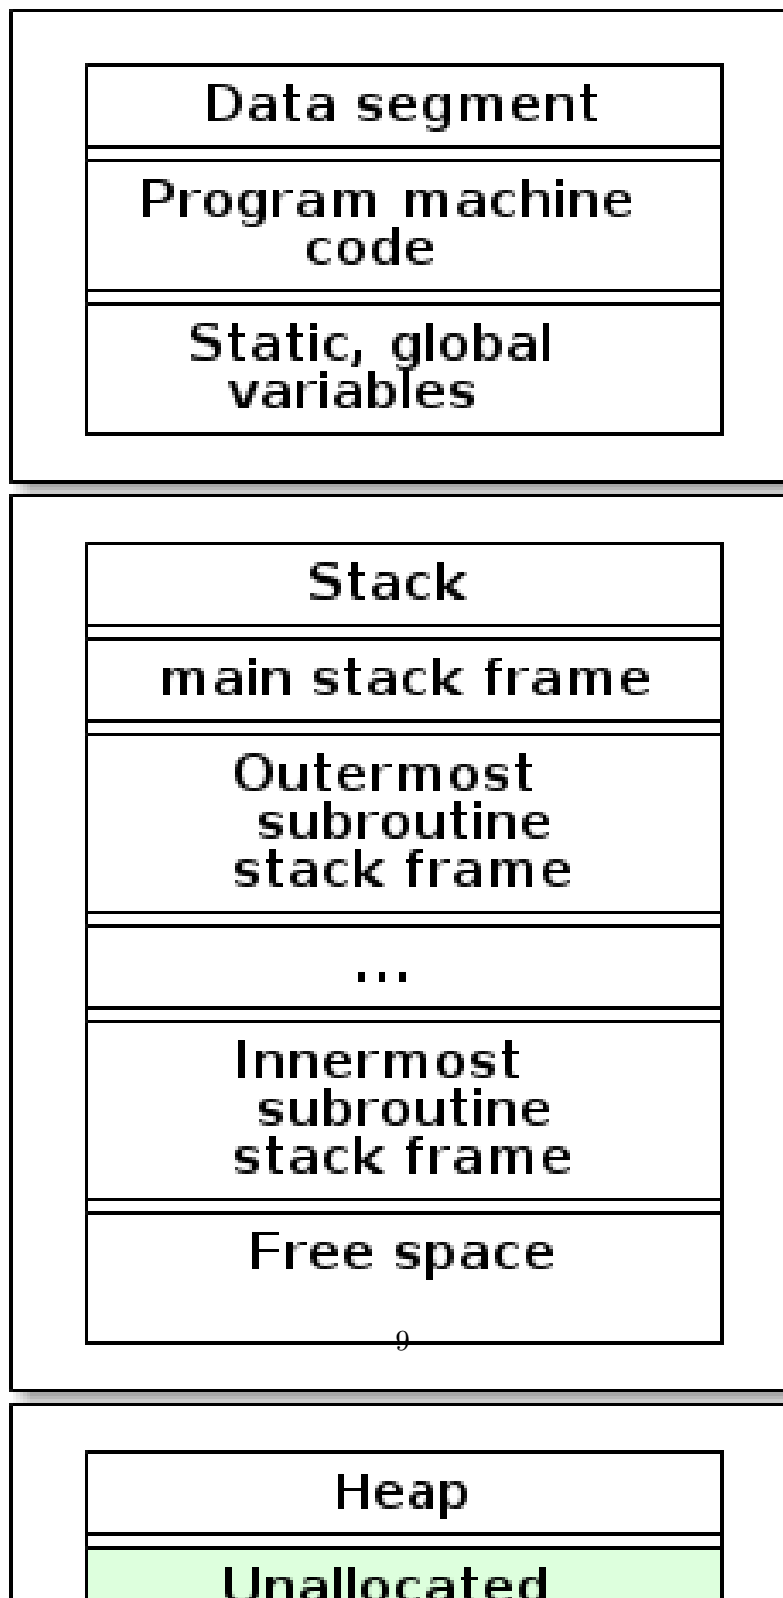 Data segment
Program machine
code
Static, global
variables
Stack
main stack frame
Outermost
subroutine
stack frame
...
Innermost
subroutine
stack frame
Free space
9
Heap
Unallocated